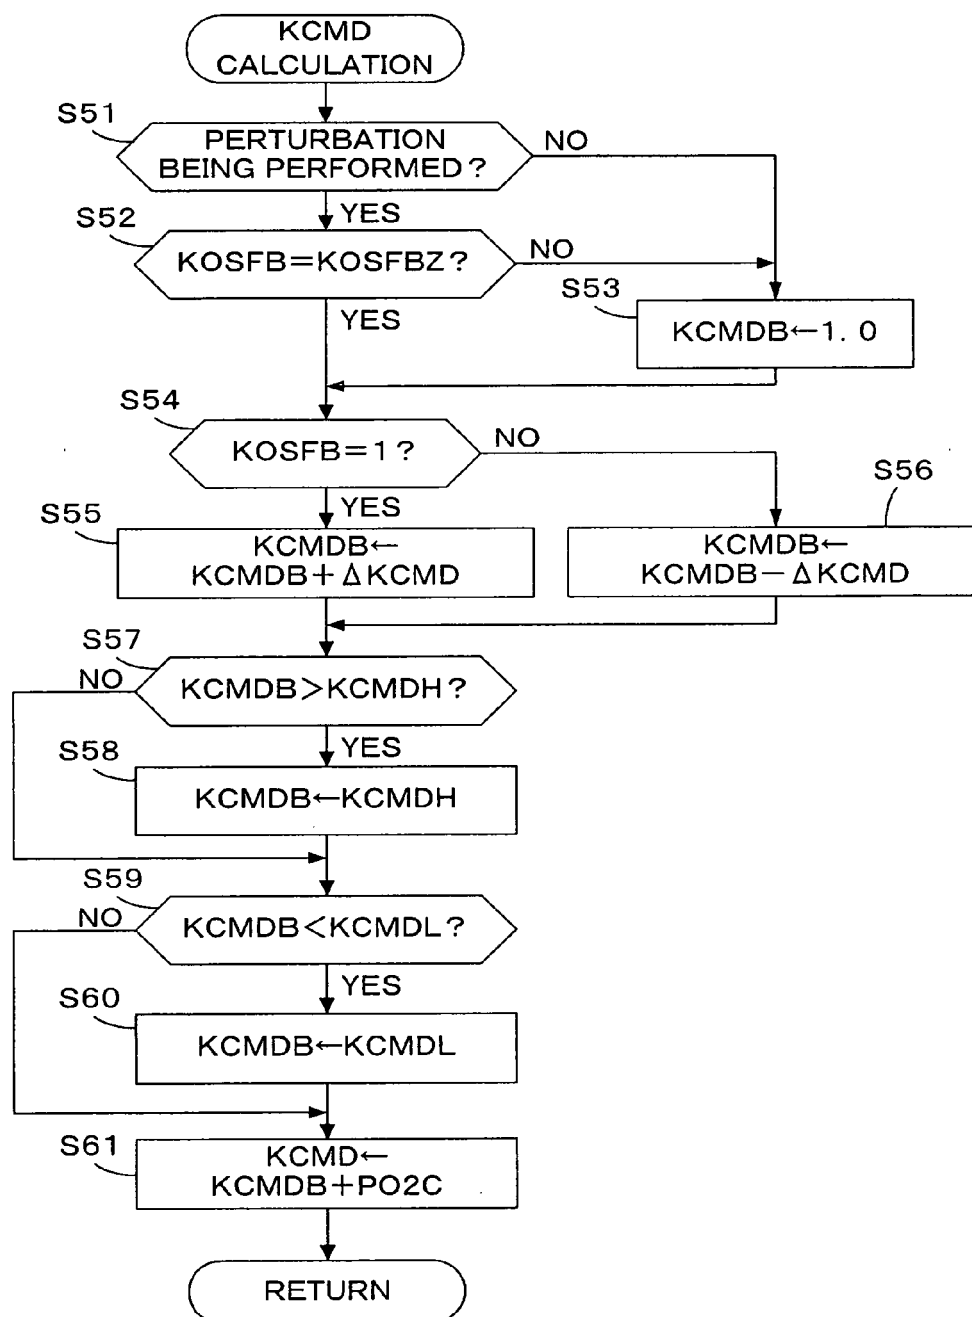 KCMD
CALCULATION
S51
PERTURBATION
BEING PERFORMED?
NO
YES
S52
KOSFB=KOSFBZ?
NO
YES
S53
KCMDB←1.0
S54
KOSFB=1?
NO
YES
S55
KCMDB←
KCMDB+ΔKCMD
S56
KCMDB←
KCMDB-ΔKCMD
S57
NO
KCMDB>KCMDH?
YES
S58
KCMDB←KCMDH
S59
NO
KCMDB<KCMDL?
YES
S60
KCMDB←KCMDL
S61
KCMD←
KCMDB+PO2C
RETURN